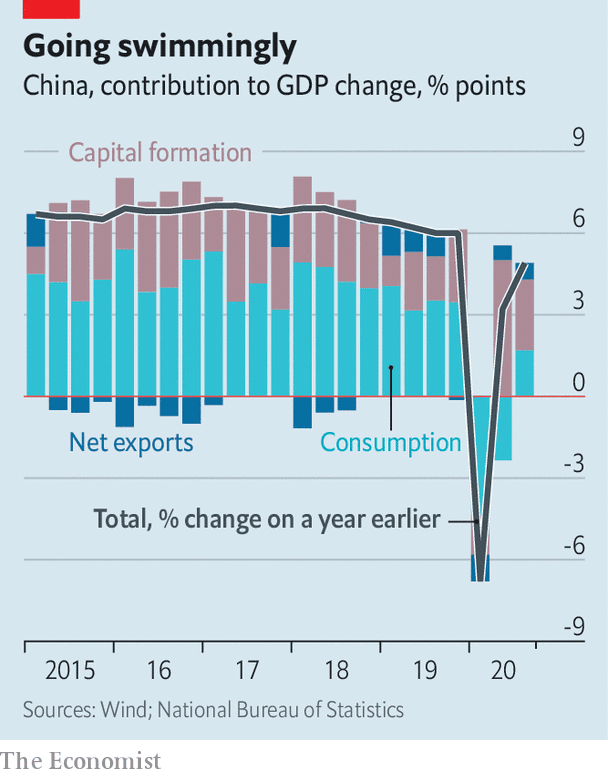 Going swimmingly
China, contribution to GDP change, % points
9
Capital formation
6
3
0
Net exports
Consumption
-3
Total, % change on a year earlier
-6
-9
2015 16 17 18 19 20
Sources: Wind; National Bureau of Statistics
The Economist